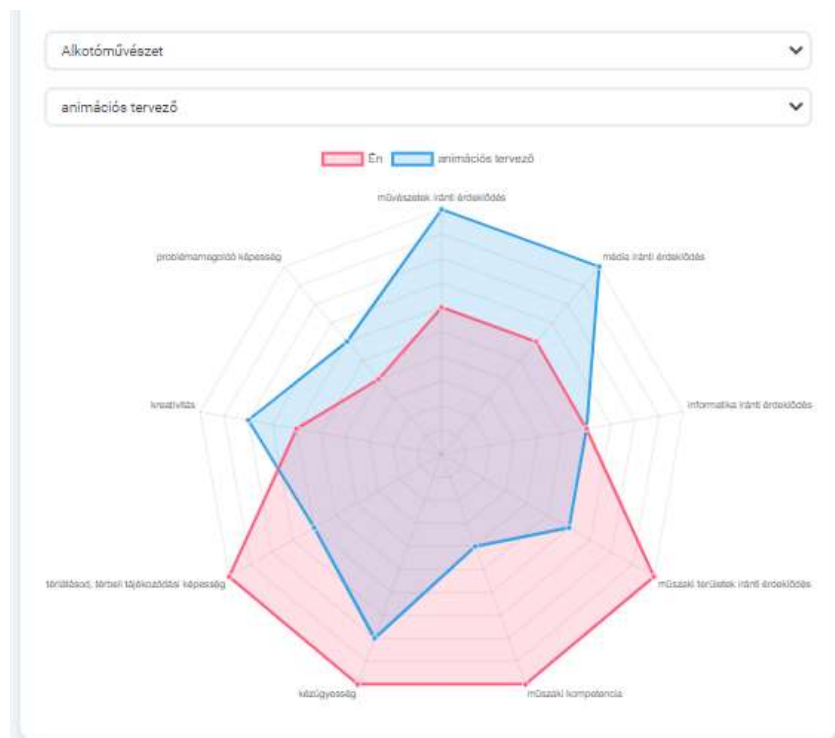 Alkotóművészet
animációs tervező
Én animációs tervező
művészetek iránti érdeklődés
problémamegoldó képesség
média iránti érdeklődés
kreativitás
informatika iránti érdeklődés
térlátásod, térbeli tájékozódási képesség
műszaki területek iránti érdeklődés
kézügyesség
műszaki kompetencia